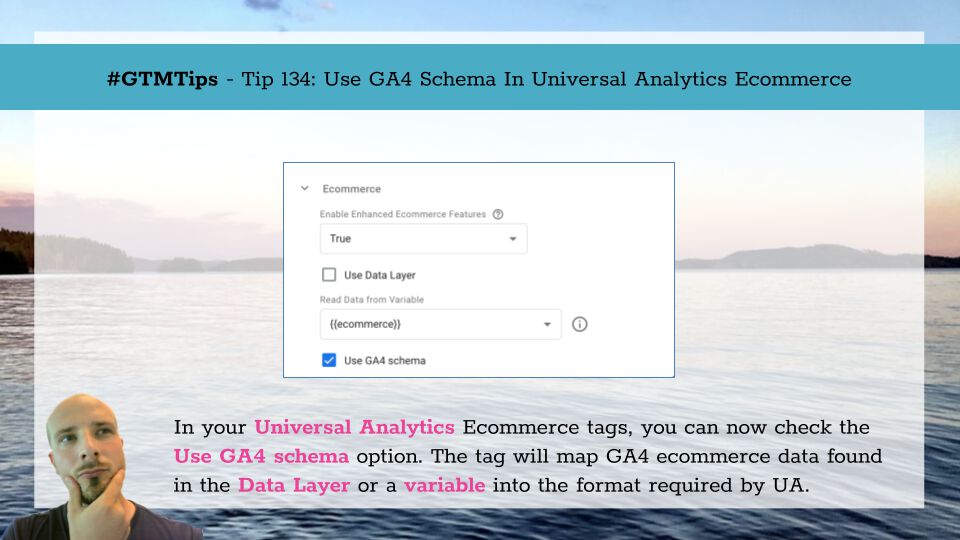 #GTMTips - Tip 134: Use GA4 Schema In Universal Analytics Ecommerce
Ecommerce
Enable Enhanced Ecommerce Features
True
Use Data Layer
Read Data from Variable
{{ecommerce}}
Use GA4 schema
In your Universal Analytics Ecommerce tags, you can now check the
Use GA4 schema option. The tag will map GA4 ecommerce data found
in the Data Layer or a variable into the format required by UA.